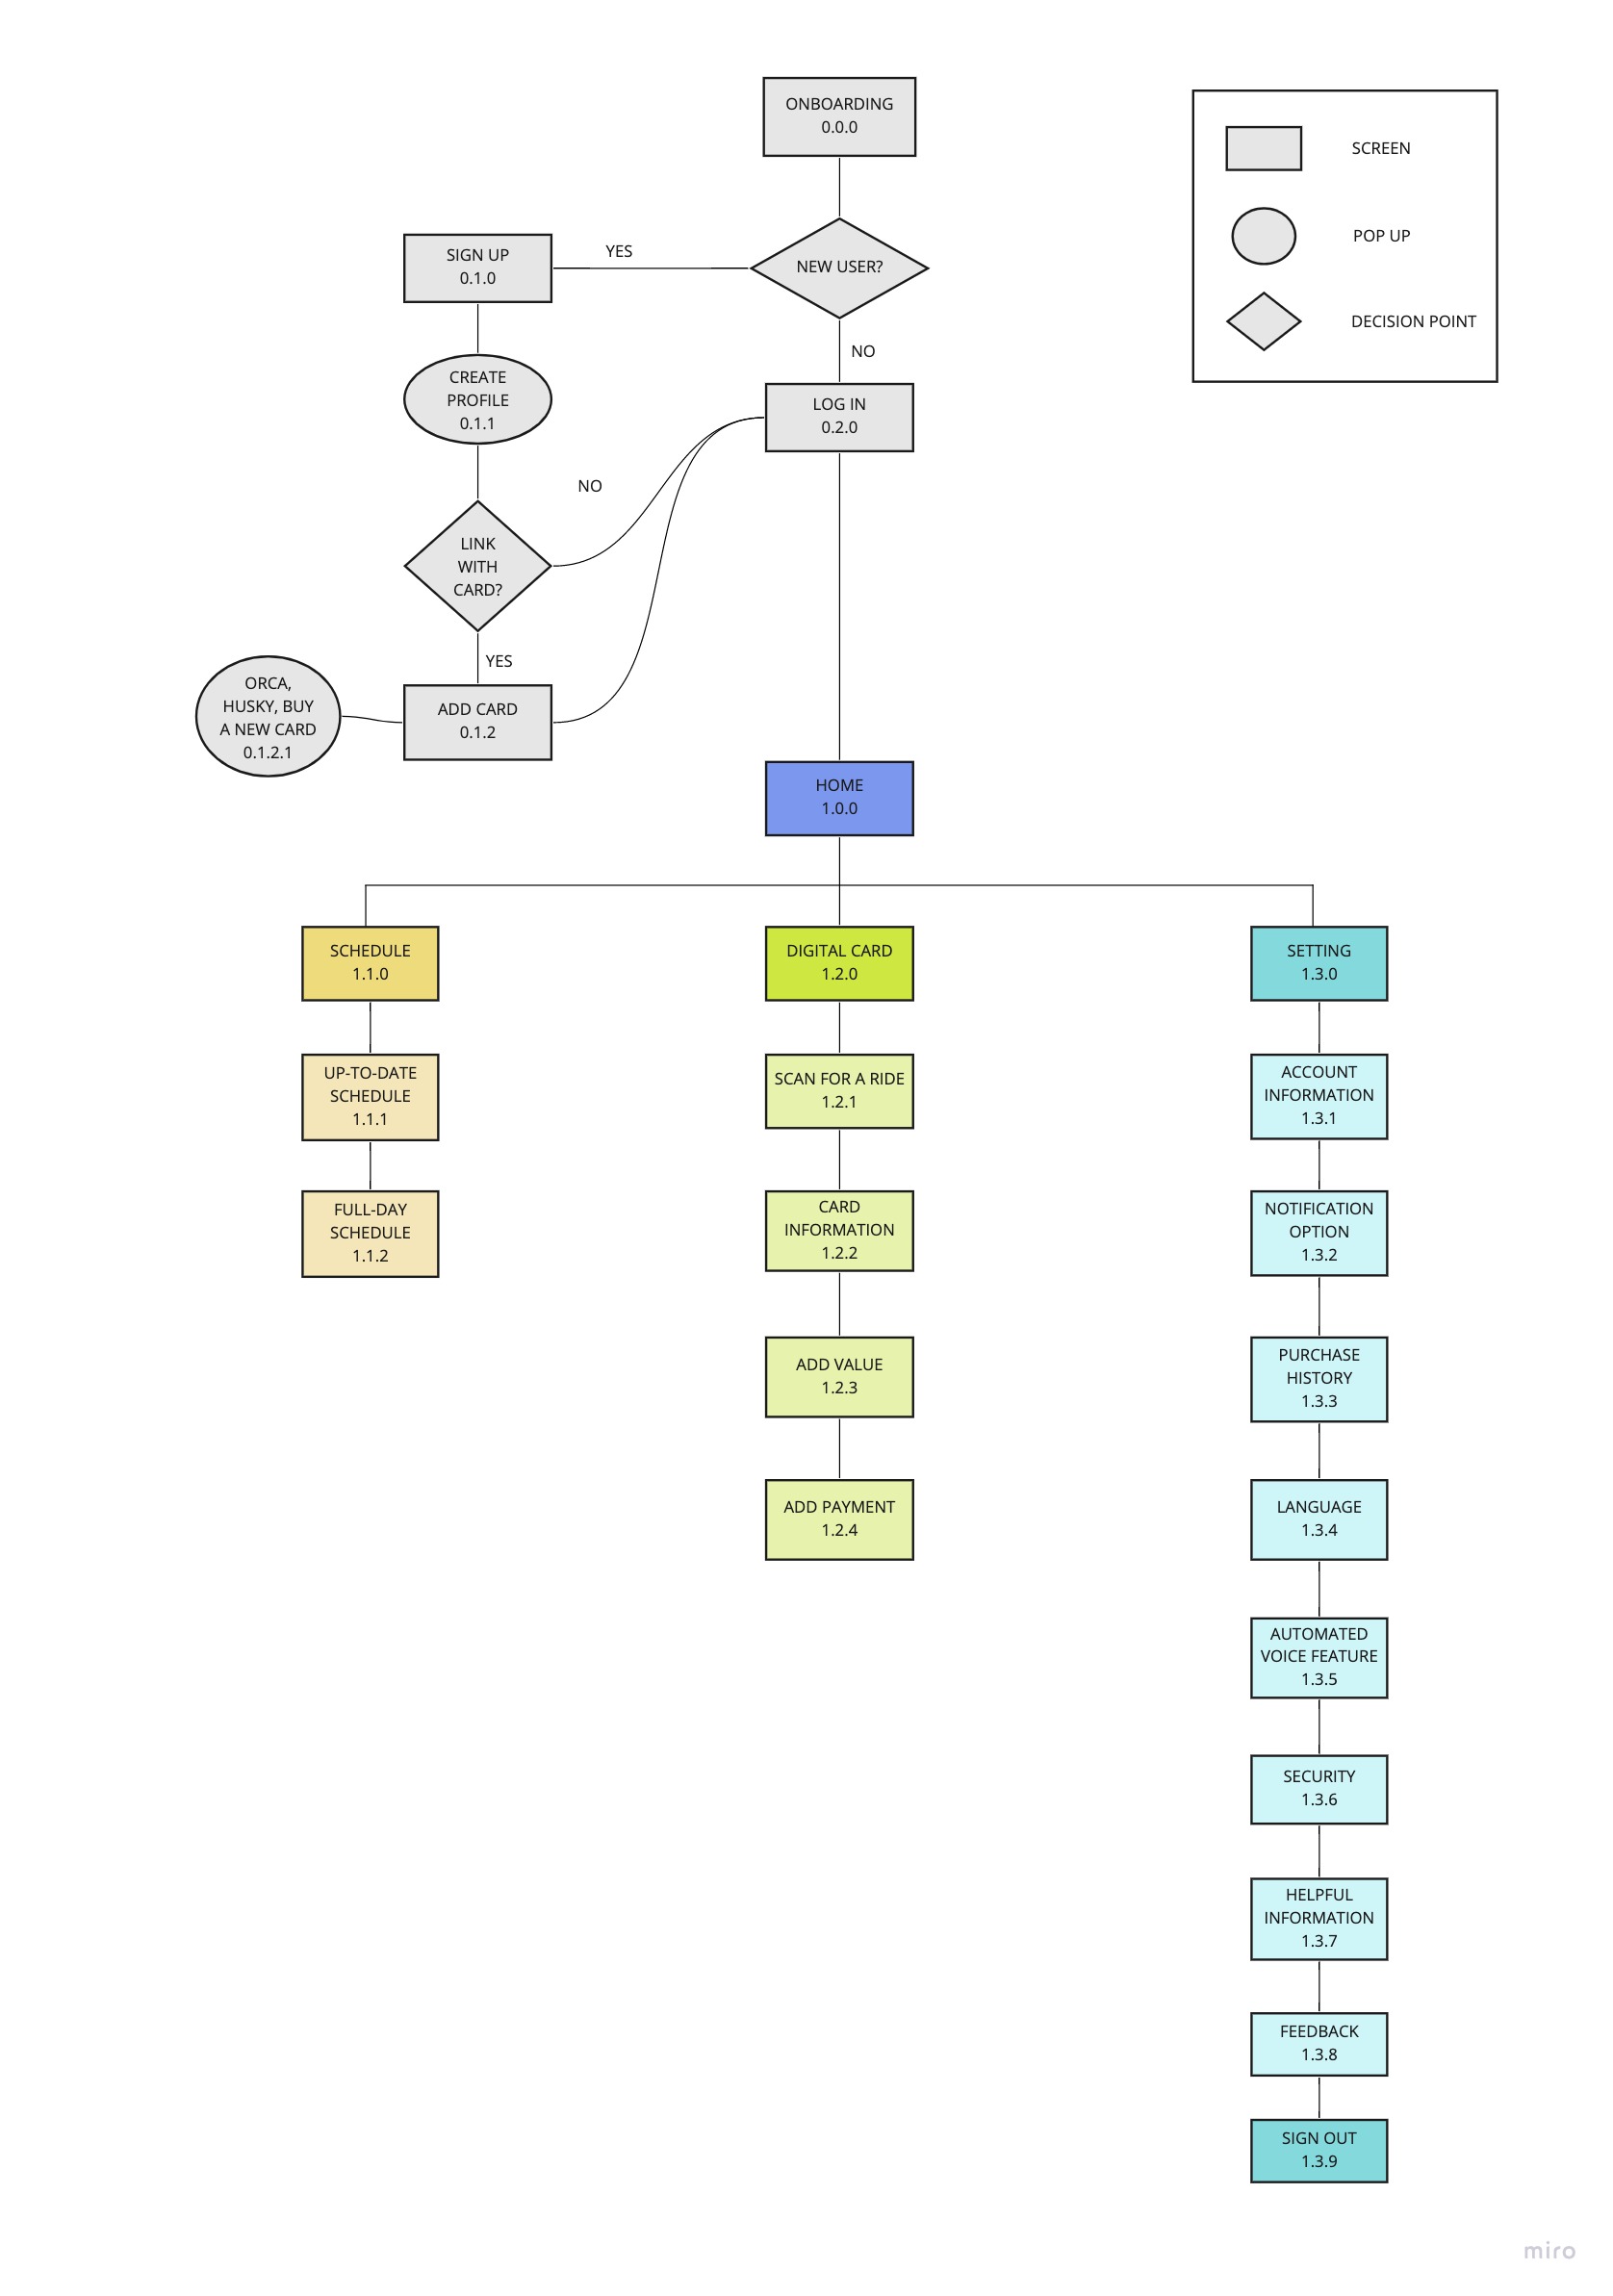 ONBOARDING
0.0.0
SCREEN
POP UP
DECISION POINT
NEW USER?
YES
SIGN UP
0.1.0
NO
CREATE
PROFILE
0.1.1
LOG IN
0.2.0
NO
LINK
WITH
CARD?
YES
ORCA,
HUSKY, BUY
A NEW CARD
0.1.2.1
ADD CARD
0.1.2
HOME
1.0.0
SCHEDULE
1.1.0
UP-TO-DATE
SCHEDULE
1.1.1
FULL-DAY
SCHEDULE
1.1.2
DIGITAL CARD
1.2.0
SCAN FOR A RIDE
1.2.1
CARD
INFORMATION
1.2.2
ADD VALUE
1.2.3
ADD PAYMENT
1.2.4
SETTING
1.3.0
ACCOUNT
INFORMATION
1.3.1
NOTIFICATION
OPTION
1.3.2
PURCHASE
HISTORY
1.3.3
LANGUAGE
1.3.4
AUTOMATED
VOICE FEATURE
1.3.5
SECURITY
1.3.6
HELPFUL
INFORMATION
1.3.7
FEEDBACK
1.3.8
SIGN OUT
1.3.9
miro